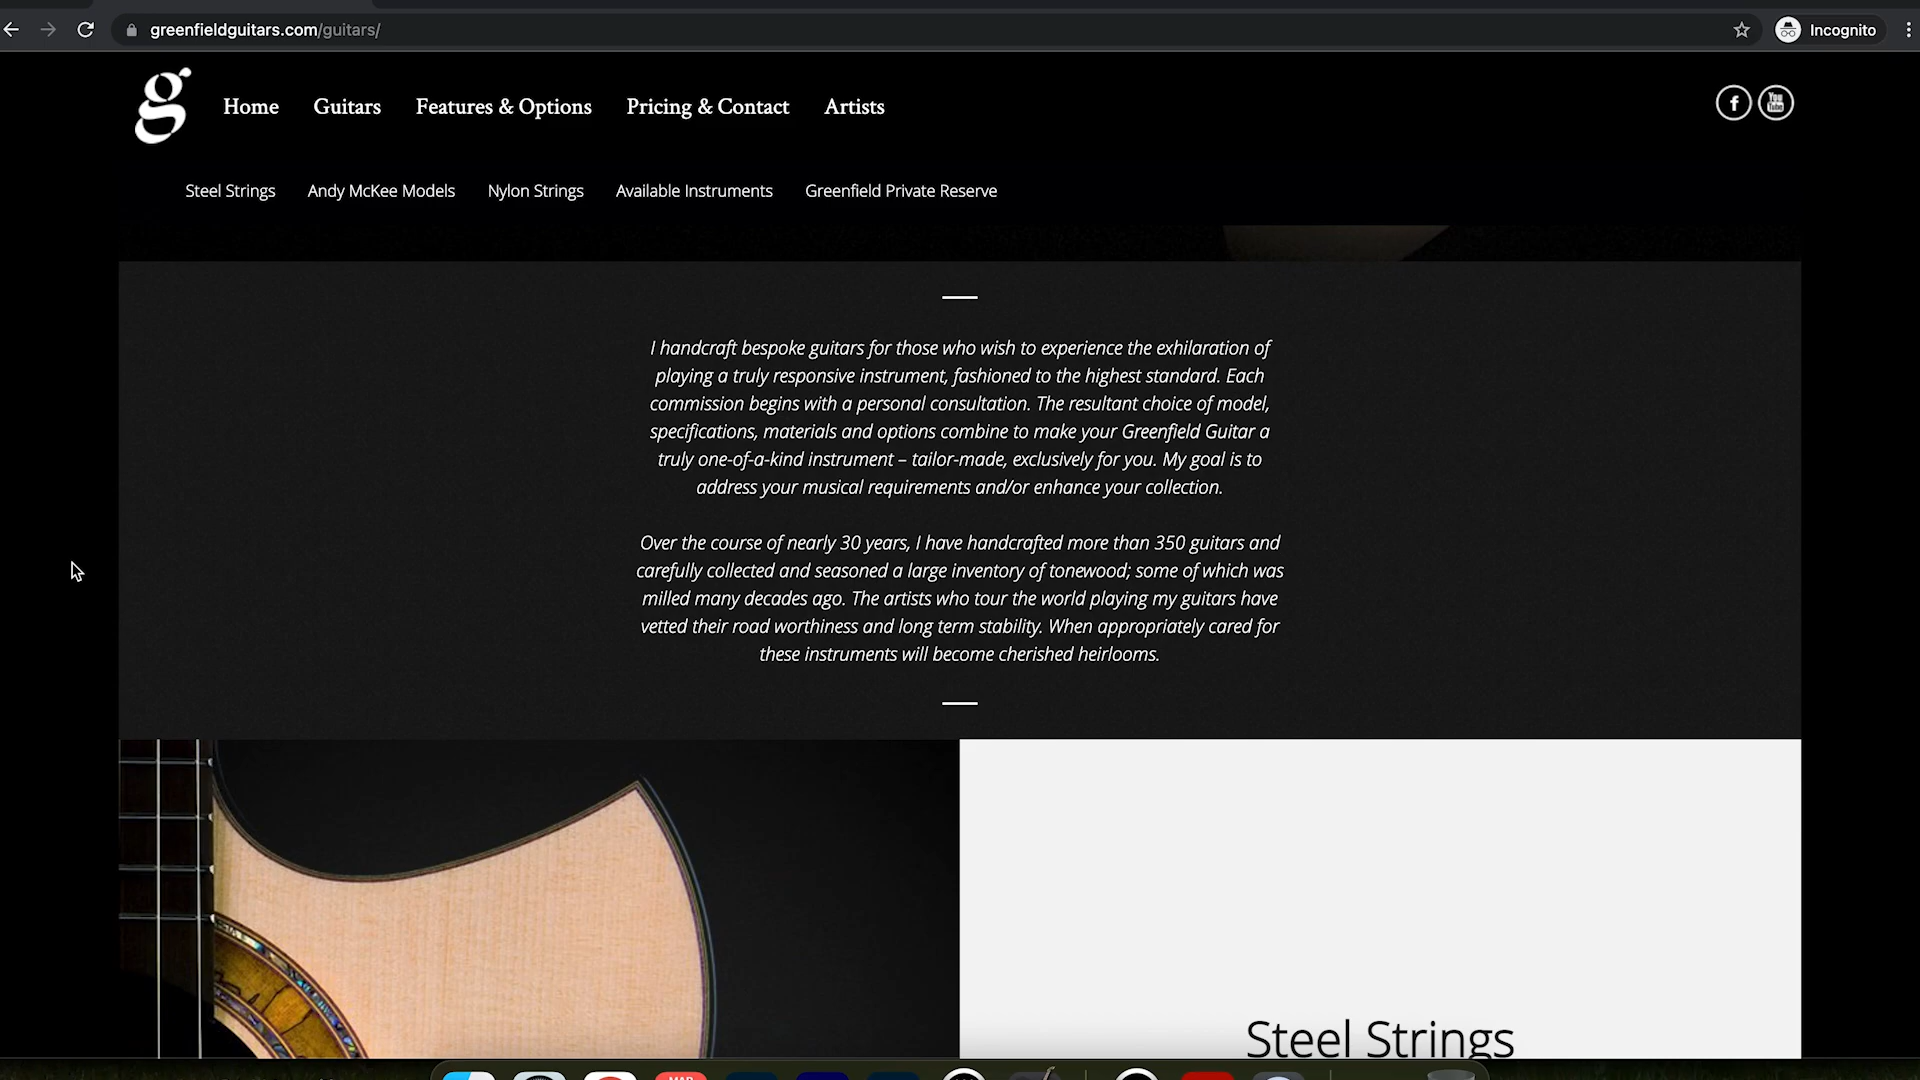 greenfieldguitars.com/guitars/
Incognito
g
Home Guitars Features & Options Pricing & Contact Artists
f You Tube
Steel Strings Andy McKee Models Nylon Strings Available Instruments Greenfield Private Reserve
I handcraft bespoke guitars for those who wish to experience the exhilaration of
playing a truly responsive instrument, fashioned to the highest standard. Each
commission begins with a personal consultation. The resultant choice of model,
specifications, materials and options combine to make your Greenfield Guitar a
truly one-of-a-kind instrument – tailor-made, exclusively for you. My goal is to
address your musical requirements and/or enhance your collection.
Over the course of nearly 30 years, I have handcrafted more than 350 guitars and
carefully collected and seasoned a large inventory of tonewood; some of which was
milled many decades ago. The artists who tour the world playing my guitars have
vetted their road worthiness and long term stability. When appropriately cared for
these instruments will become cherished heirlooms.
Steel Strings
MAR